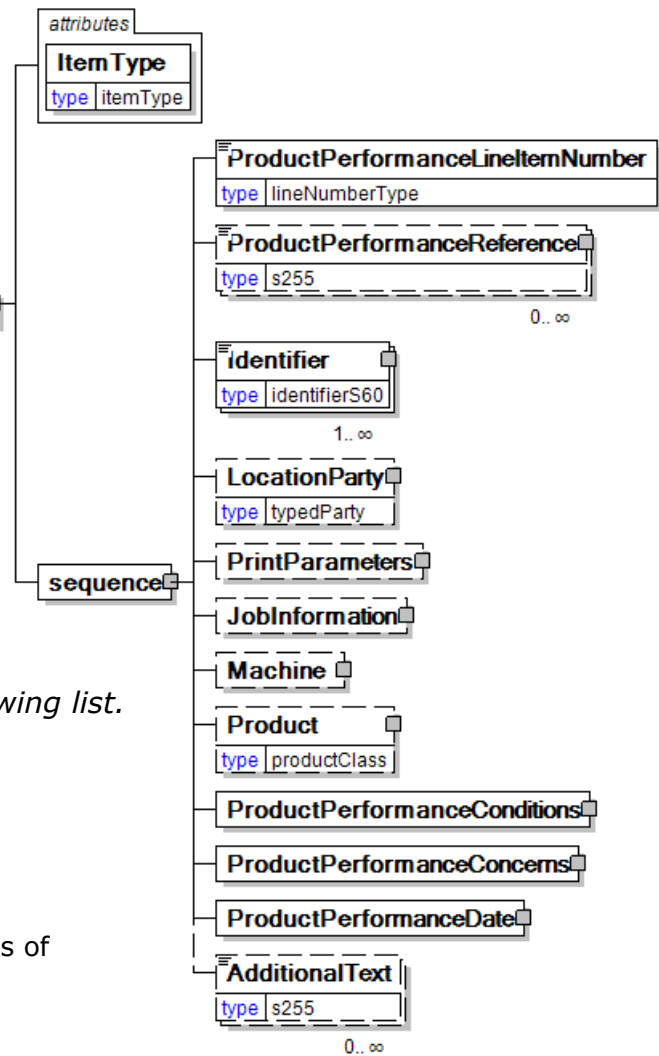 attributes
ItemType
type itemType
ProductPerformanceLineItemNumber
type lineNumberType
ProductPerformanceReference
type s255
0.. ∞
Identifier
type identifierS60
1.. ∞
LocationParty
type typedParty
PrintParameters
sequence
JobInformation
Machine
wing list.
Product
type productClass
ProductPerformanceConditions
ProductPerformanceConcerns
ProductPerformanceDate
s of
AdditionalText
type s255
0.. ∞